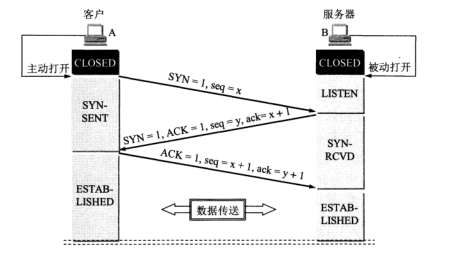 客户
服务器
A
B
主动打开
CLOSED
CLOSED
被动打开
SYN = 1, seq = x
LISTEN
SYN-
SENT
SYN = 1, ACK = 1, seq = y, ack= x + 1
SYN-
RCVD
ACK = 1, seq = x + 1, ack = y + 1
ESTAB-
LISHED
数据传送
ESTAB-
LISHED